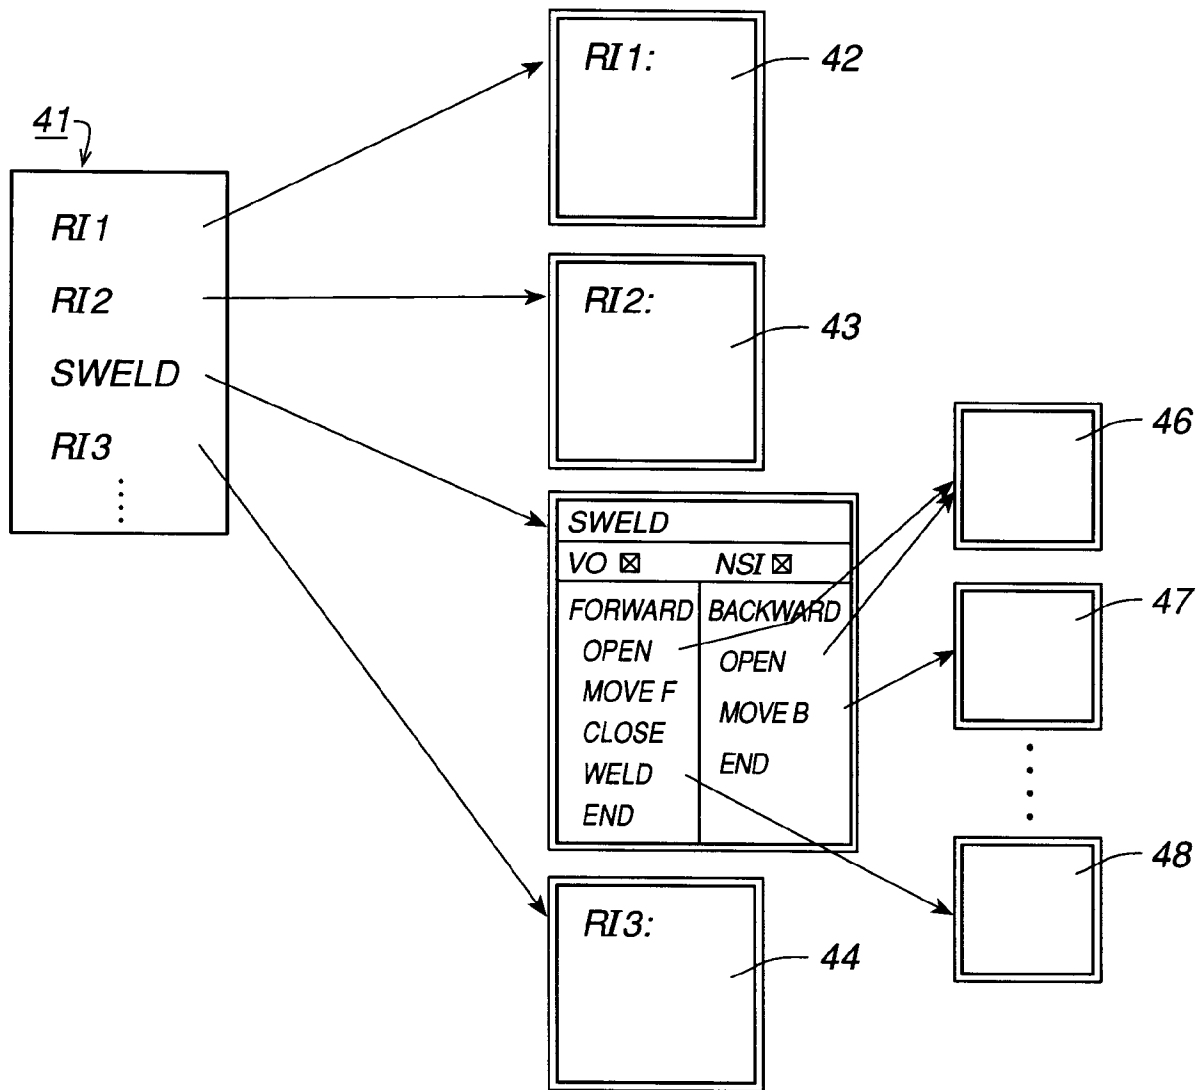 41
RI1
RI2
SWELD
RI3
RI1:
42
RI2:
43
SWELD
VO ☒ NSI ☒
FORWARD
OPEN
MOVE F
CLOSE
WELD
END
BACKWARD
OPEN
MOVE B
END
RI3:
44
46
47
48